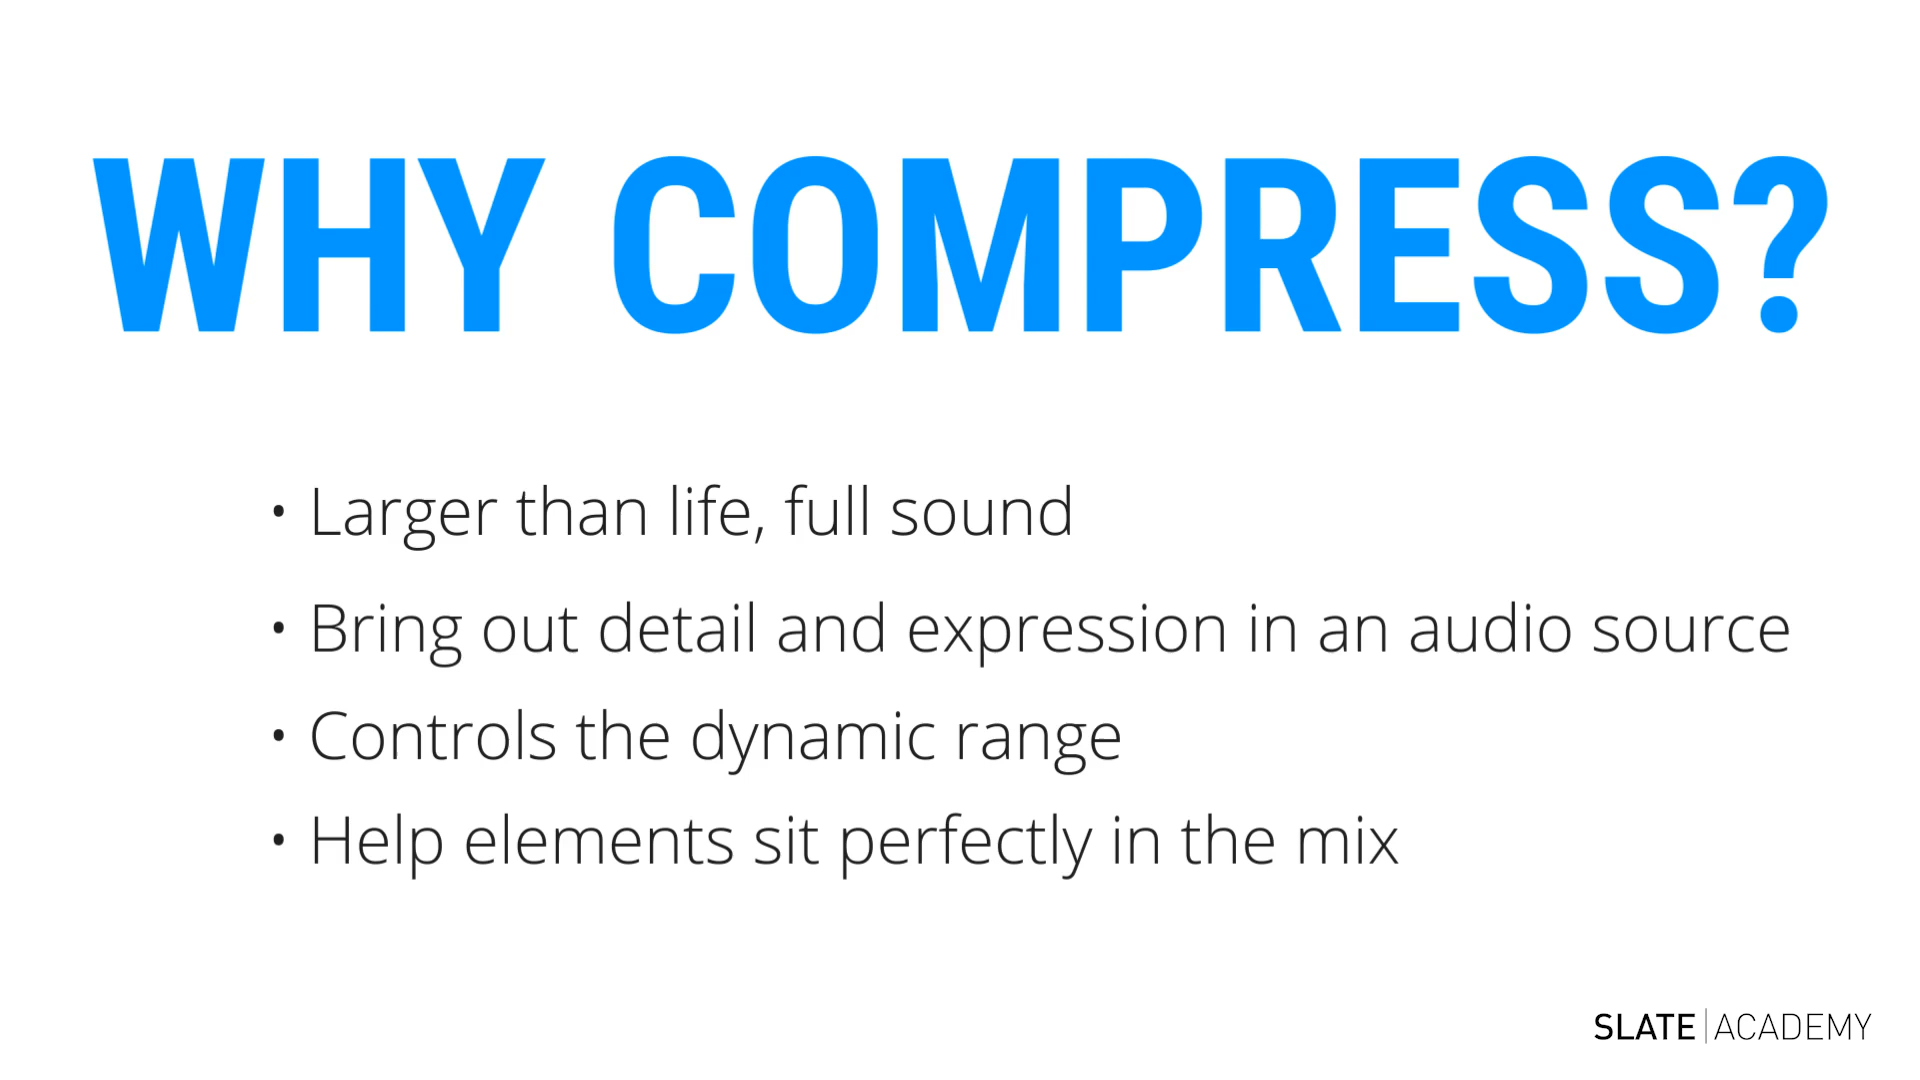 WHY COMPRESS?
• Larger than life, full sound
• Bring out detail and expression in an audio source
• Controls the dynamic range
• Help elements sit perfectly in the mix
SLATE | ACADEMY